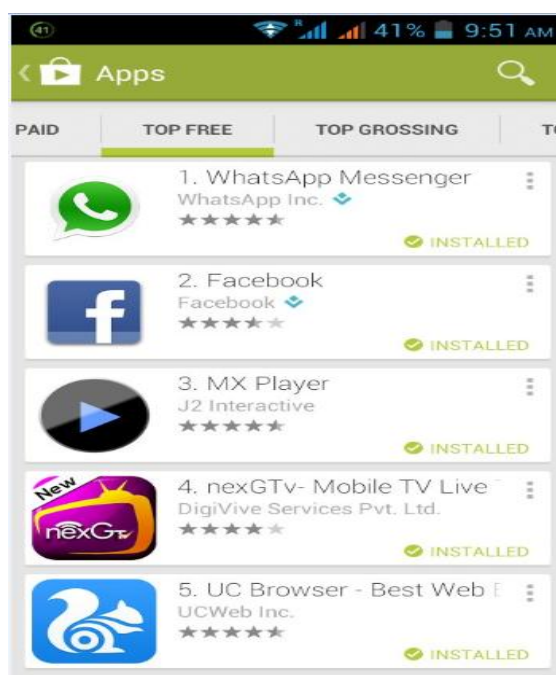 41 R 41% 9:51 AM
Apps
PAID TOP FREE TOP GROSSING T
1. WhatsApp Messenger
WhatsApp Inc.
INSTALLED
2. Facebook
Facebook
INSTALLED
f
3. MX Player
J2 Interactive
INSTALLED
New
nexGTv
4. nexGTv- Mobile TV Live
DigiVive Services Pvt. Ltd.
INSTALLED
5. UC Browser - Best Web
UCWeb Inc.
INSTALLED